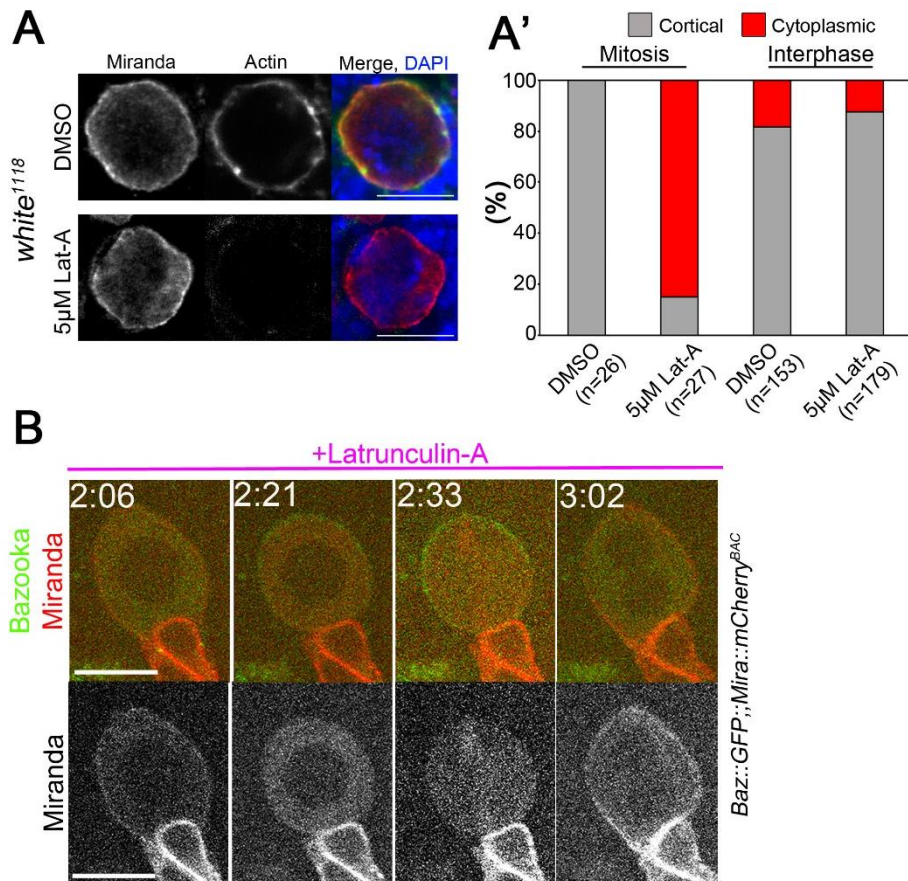 A
Miranda Actin Merge, DAPI
white1118
DMSO
5µM Lat-A
A'
Cortical Cytoplasmic
Mitosis Interphase
(%)
100
80
60
40
20
0
DMSO
(n=26)
5µM Lat-A
(n=27)
DMSO
(n=153)
5µM Lat-A
(n=179)
B
+Latrunculin-A
2:06 2:21 2:33 3:02
Bazooka
Miranda
Miranda
Baz::GFP;;Mira::mCherryBAC